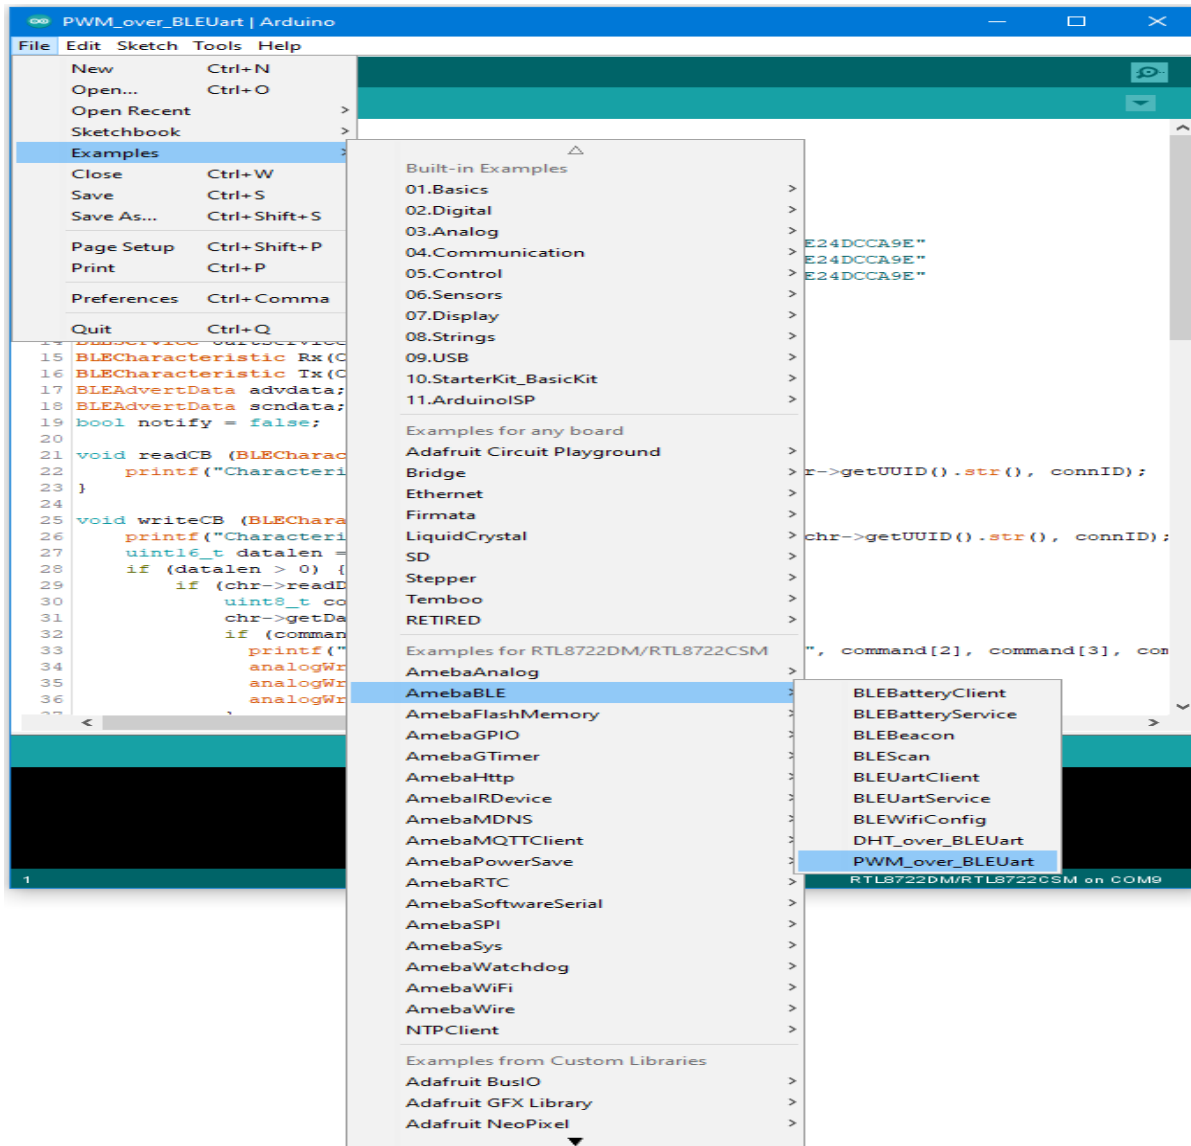 PWM_over_BLEUart | Arduino
File Edit Sketch Tools Help
New Ctrl+N
Open... Ctrl+O
Open Recent >
Sketchbook >
Examples >
Close Ctrl+W
Save Ctrl+S
Save As... Ctrl+Shift+S
Page Setup Ctrl+Shift+P
Print Ctrl+P
Preferences Ctrl+Comma
Quit Ctrl+Q
Built-in Examples
01.Basics >
02.Digital >
03.Analog >
04.Communication >
05.Control >
06.Sensors >
07.Display >
08.Strings >
09.USB >
10.StarterKit_BasicKit >
11.ArduinoISP >
Examples for any board
Adafruit Circuit Playground >
Bridge >
Ethernet >
Firmata >
LiquidCrystal >
SD >
Stepper >
Temboo >
RETIRED >
Examples for RTL8722DM/RTL8722CSM
AmebaAnalog >
AmebaBLE >
AmebaFlashMemory >
AmebaGPIO >
AmebaGTimer >
AmebaHttp >
AmebaIRDevice >
AmebaMDNS >
AmebaMQTTClient >
AmebaPowerSave >
AmebaRTC >
AmebaSoftwareSerial >
AmebaSPI >
AmebaSys >
AmebaWatchdog >
AmebaWiFi >
AmebaWire >
NTPClient >
Examples from Custom Libraries
Adafruit BusIO >
Adafruit GFX Library >
Adafruit NeoPixel >
BLEBatteryClient
BLEBatteryService
BLEBeacon
BLEScan
BLEUartClient
BLEUartService
BLEWifiConfig
DHT_over_BLEUart
PWM_over_BLEUart
E24DCCA9E"
E24DCCA9E"
E24DCCA9E"
15 BLECharacteristic Rx(C
16 BLECharacteristic Tx(C
17 BLEAdvertData advdata;
18 BLEAdvertData scndata;
19 bool notify = false;
20
21 void readCB (BLECharac
22 printf("Characteri r->getUUID().str(), connID);
23 }
24
25 void writeCB (BLEChara
26 printf("Characteri chr->getUUID().str(), connID);
27 uint16_t datalen =
28 if (datalen > 0) {
29 if (chr->readD
30 uint8_t co
31 chr->getDa
32 if (comman
33 printf(" ", command[2], command[3], com
34 analogWr
35 analogWr
36 analogWr
1 RTL8722DM/RTL8722CSM on COM9